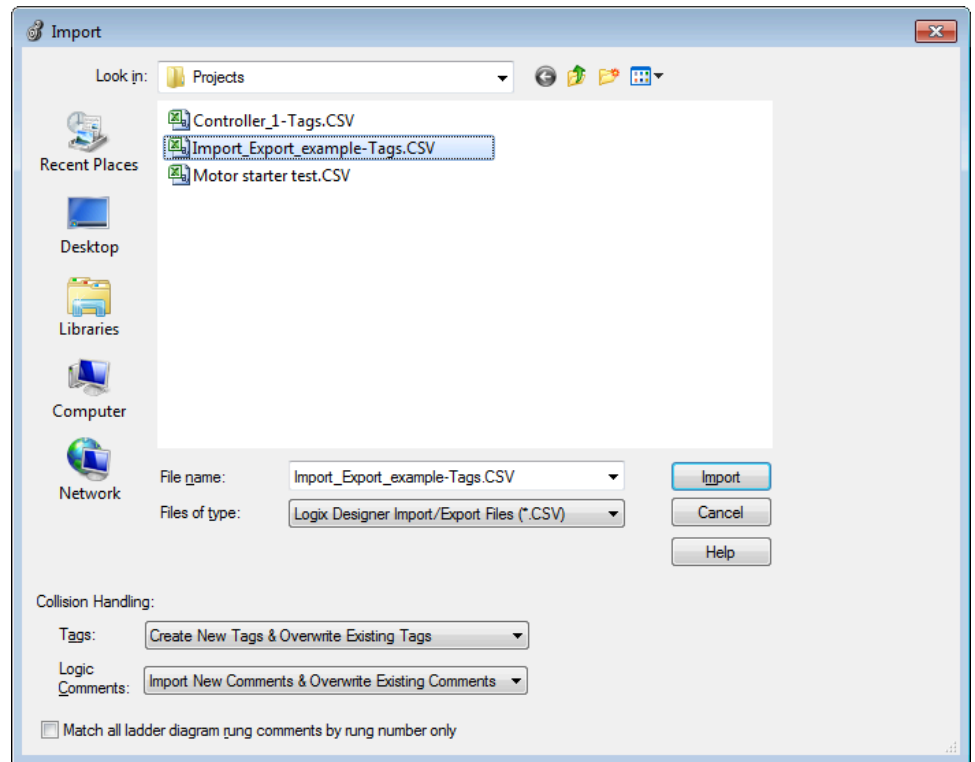 Import
Look in: Projects
Recent Places
Desktop
Libraries
Computer
Network
Controller_1-Tags.CSV
Import_Export_example-Tags.CSV
Motor starter test.CSV
File name: Import_Export_example-Tags.CSV Import
Files of type: Logix Designer Import/Export Files (*.CSV) Cancel
Help
Collision Handling:
Tags: Create New Tags & Overwrite Existing Tags
Logic
Comments: Import New Comments & Overwrite Existing Comments
Match all ladder diagram rung comments by rung number only